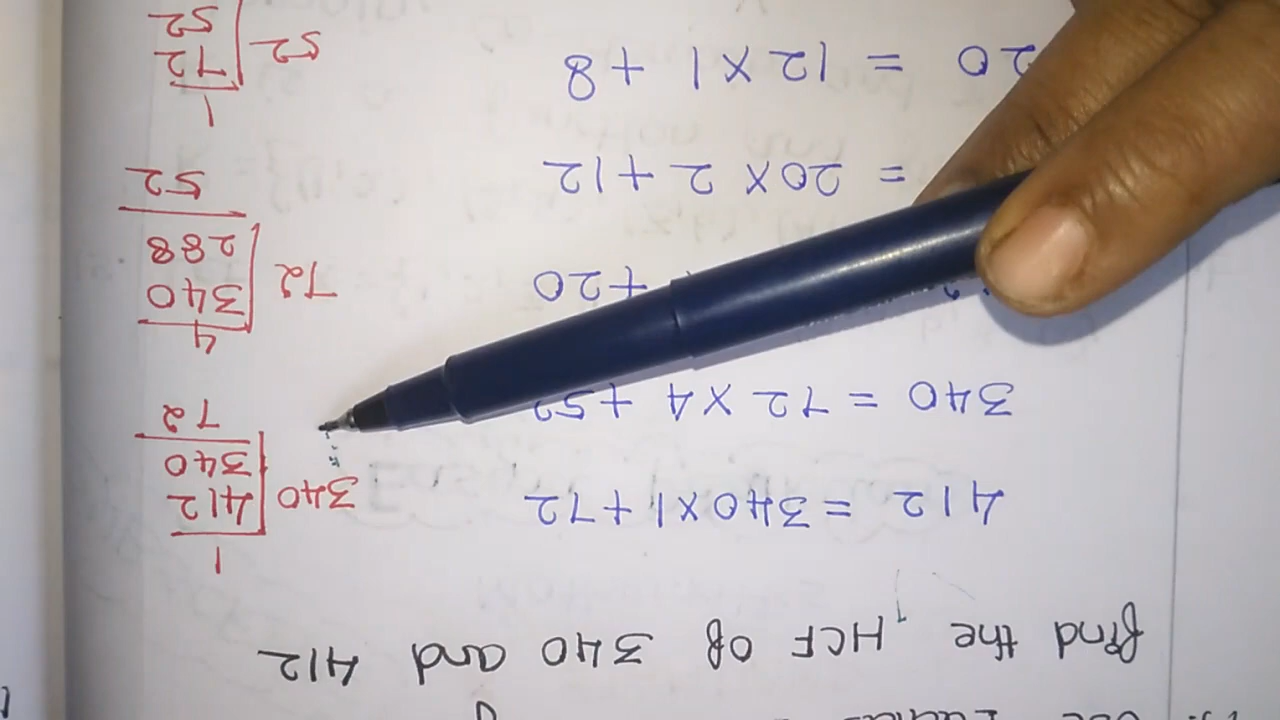 find the HCF of 340 and 412
412 = 340 × 1 + 72
340 = 72 × 4 + 52
+ 20
= 20 × 2 + 12
20 = 12 × 1 + 8
1
340 412
340
72
4
72 340
288
52
1
52 72
52